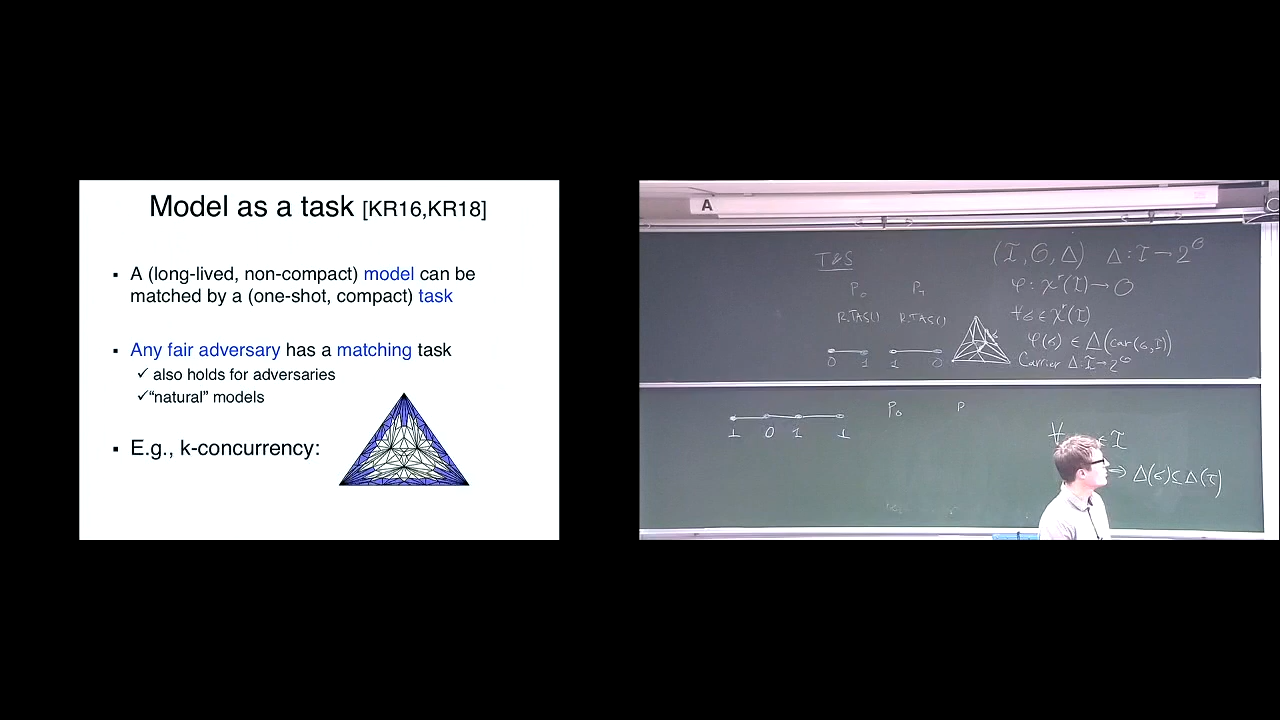 Model as a task [KR16,KR18]
▪ A (long-lived, non-compact) model can be
matched by a (one-shot, compact) task
▪ Any fair adversary has a matching task
✓ also holds for adversaries
✓“natural” models
▪ E.g., k-concurrency:
A
C
T&S
P₀ P₁
R.TAS() R.TAS()
0 1 1 0
(I, O, Δ) Δ: I → 2^O
φ: χ^r(I) → O
∀σ ∈ χ^r(I)
φ(σ) ∈ Δ(car(σ, I))
Carrier Δ: I → 2^O
1 0 1 1
P₀ P
∀ ∈ I
⇒ Δ(σ) ⊆ Δ(τ)